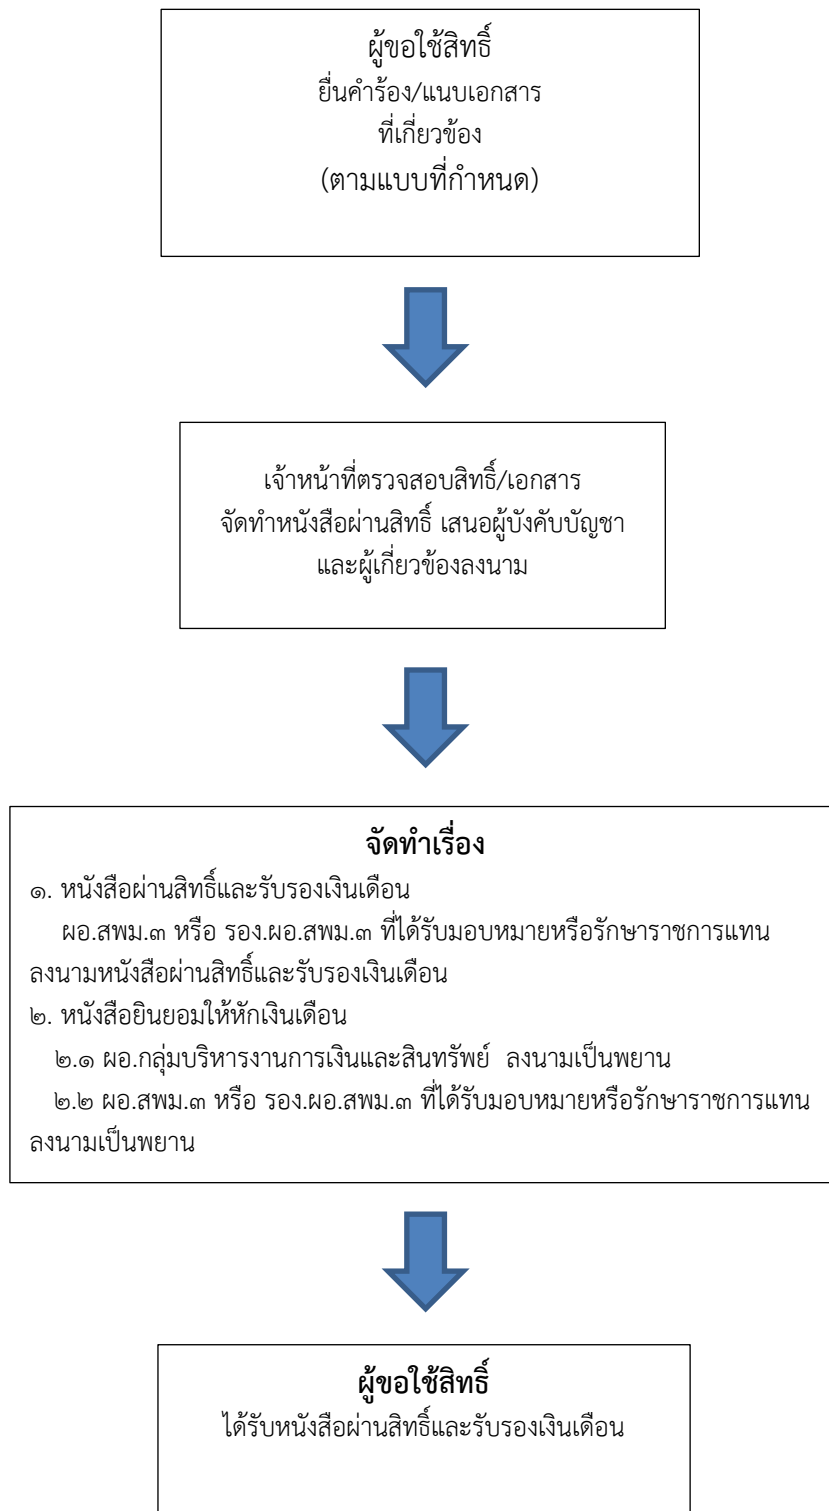 ผู้ขอใช้สิทธิ์
ยื่นคำร้อง/แนบเอกสาร
ที่เกี่ยวข้อง
(ตามแบบที่กำหนด)
เจ้าหน้าที่ตรวจสอบสิทธิ์/เอกสาร
จัดทำหนังสือผ่านสิทธิ์ เสนอผู้บังคับบัญชา
และผู้เกี่ยวข้องลงนาม
จัดทำเรื่อง
๑. หนังสือผ่านสิทธิ์และรับรองเงินเดือน
ผอ.สพม.๓ หรือ รอง.ผอ.สพม.๓ ที่ได้รับมอบหมายหรือรักษาราชการแทน
ลงนามหนังสือผ่านสิทธิ์และรับรองเงินเดือน
๒. หนังสือยินยอมให้หักเงินเดือน
๒.๑ ผอ.กลุ่มบริหารงานการเงินและสินทรัพย์ ลงนามเป็นพยาน
๒.๒ ผอ.สพม.๓ หรือ รอง.ผอ.สพม.๓ ที่ได้รับมอบหมายหรือรักษาราชการแทน
ลงนามเป็นพยาน
ผู้ขอใช้สิทธิ์
ได้รับหนังสือผ่านสิทธิ์และรับรองเงินเดือน